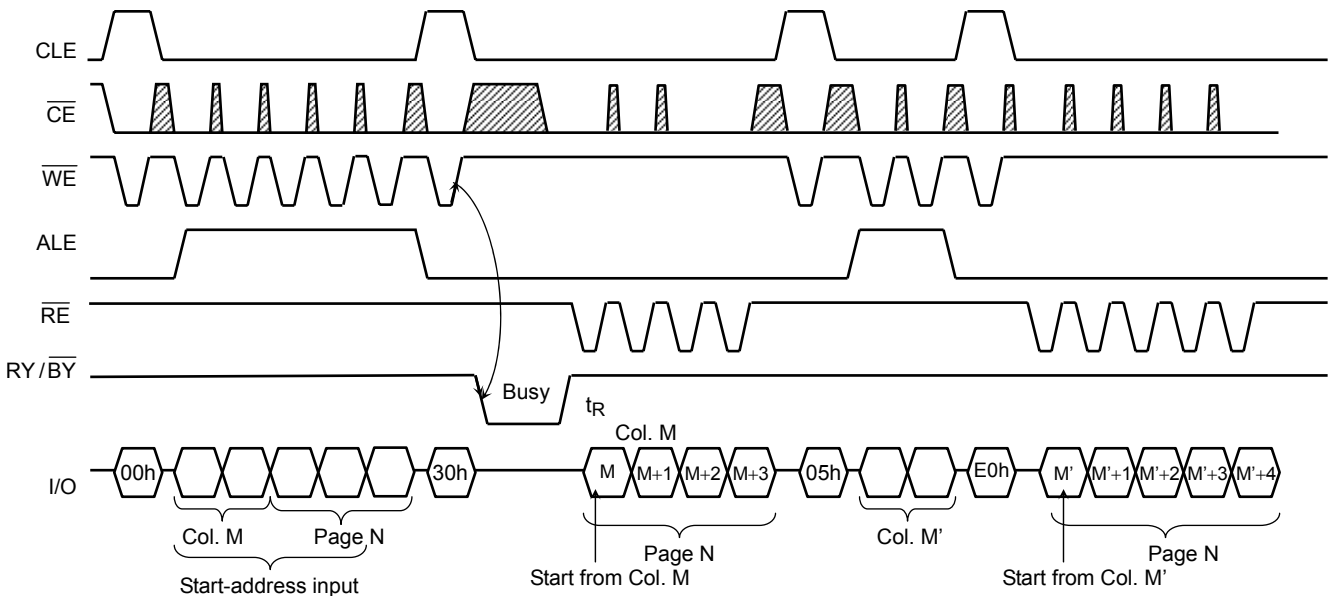 CLE
CE
WE
ALE
RE
RY/BY
Busy
tR
Col. M
I/O
00h
30h
M
M+1
M+2
M+3
05h
E0h
M'
M'+1
M'+2
M'+3
M'+4
Col. M
Page N
Start-address input
Page N
Start from Col. M
Col. M'
Page N
Start from Col. M'